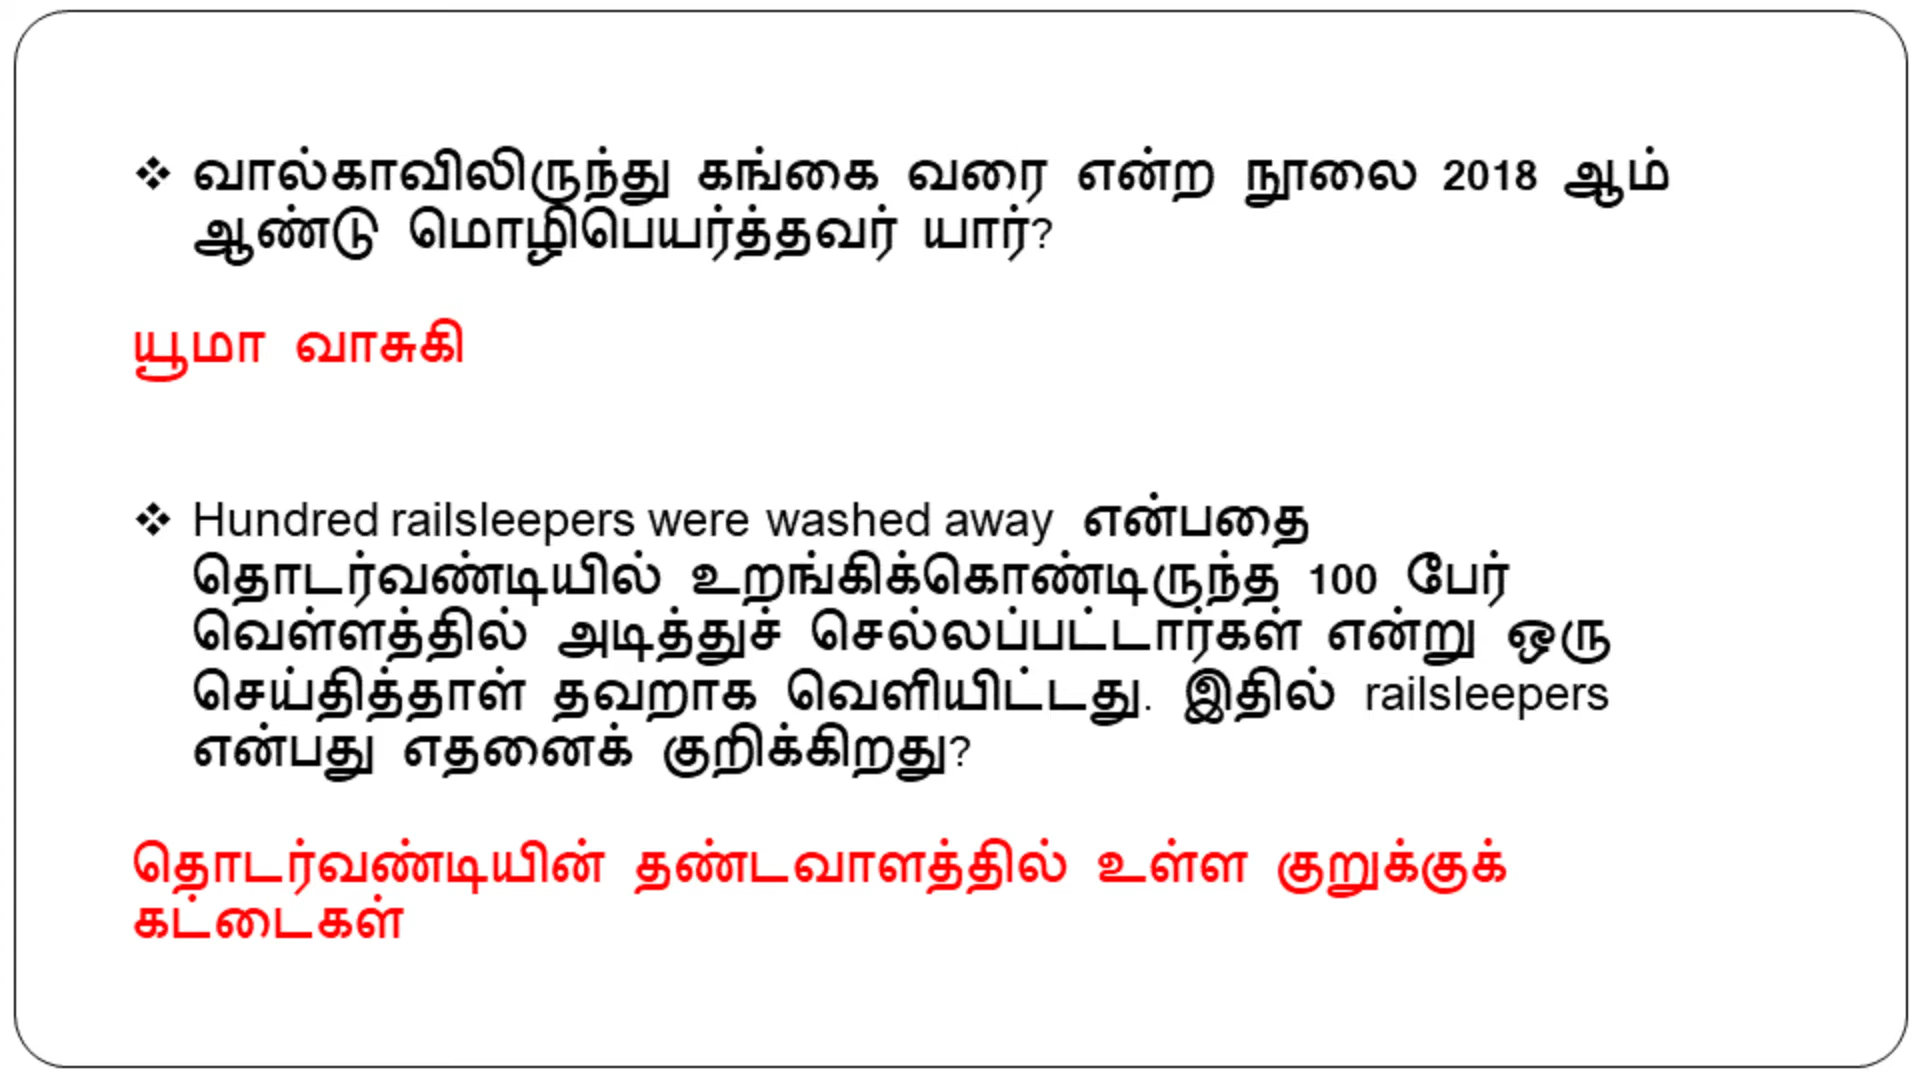 ❖ வால்காவிலிருந்து கங்கை வரை என்ற நூலை 2018 ஆம்
ஆண்டு மொழிபெயர்த்தவர் யார்?
யூமா வாசுகி
❖ Hundred railsleepers were washed away என்பதை
தொடர்வண்டியில் உறங்கிக்கொண்டிருந்த 100 பேர்
வெள்ளத்தில் அடித்துச் செல்லப்பட்டார்கள் என்று ஒரு
செய்தித்தாள் தவறாக வெளியிட்டது. இதில் railsleepers
என்பது எதனைக் குறிக்கிறது?
தொடர்வண்டியின் தண்டவாளத்தில் உள்ள குறுக்குக்
கட்டைகள்